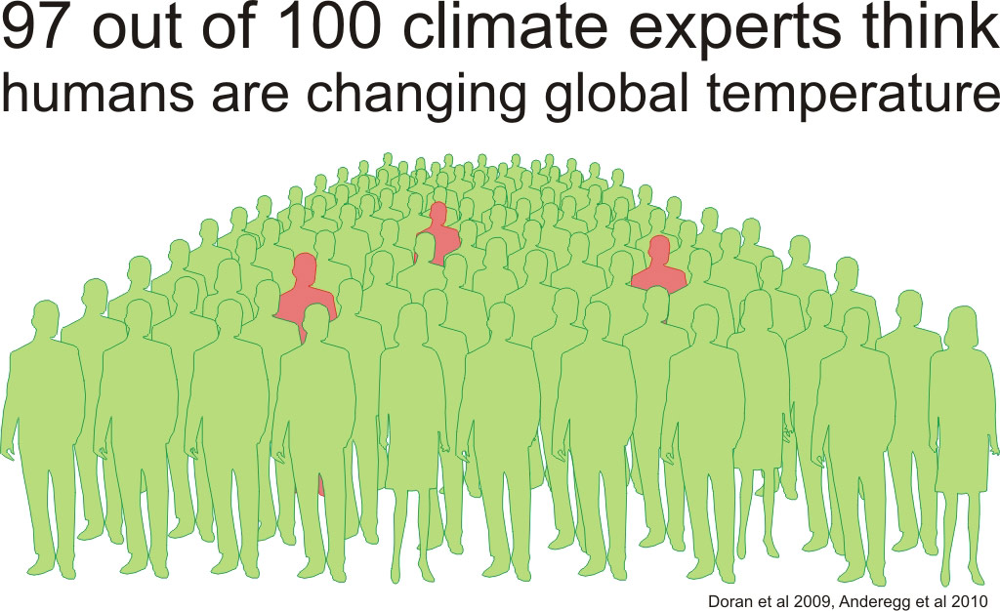 97 out of 100 climate experts think
humans are changing global temperature
Doran et al 2009, Anderegg et al 2010